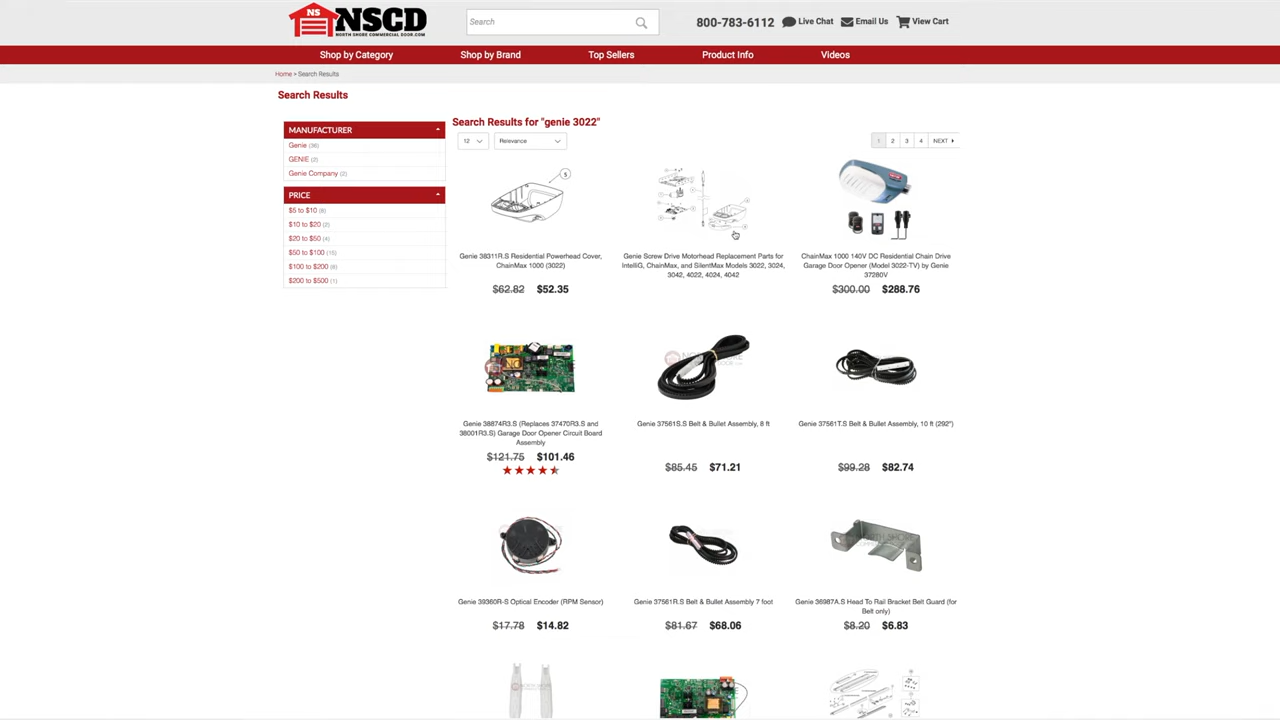 NS
NSCD
NORTH SHORE COMMERCIAL DOOR.COM
Search
800-783-6112
Live Chat
Email Us
View Cart
Shop by Category
Shop by Brand
Top Sellers
Product Info
Videos
Home > Search Results
Search Results
MANUFACTURER
Genie (36)
GENIE (2)
Genie Company (2)
PRICE
$5 to $10 (8)
$10 to $20 (2)
$20 to $50 (4)
$50 to $100 (15)
$100 to $200 (6)
$200 to $500 (1)
Search Results for "genie 3022"
12
Relevance
1
2
3
4
NEXT
5
Genie 38311R.S Residential Powerhead Cover,
ChainMax 1000 (3022)
$62.82 $52.35
Genie Screw Drive Motorhead Replacement Parts for
IntelliG, ChainMax, and SilentMax Models 3022, 3024,
3042, 4022, 4024, 4042
ChainMax 1000 140V DC Residential Chain Drive
Garage Door Opener (Model 3022-TV) by Genie
37280V
$300.00 $288.76
Genie 38874R3.S (Replaces 37470R3.S and
38001R3.S) Garage Door Opener Circuit Board
Assembly
$121.75 $101.46
Genie 37561S.S Belt & Bullet Assembly, 8 ft
$85.45 $71.21
Genie 37561T.S Belt & Bullet Assembly, 10 ft (292")
$99.28 $82.74
Genie 39360R-S Optical Encoder (RPM Sensor)
$17.78 $14.82
Genie 37561R.S Belt & Bullet Assembly 7 foot
$81.67 $68.06
Genie 36987A.S Head To Rail Bracket Belt Guard (for
Belt only)
$8.20 $6.83